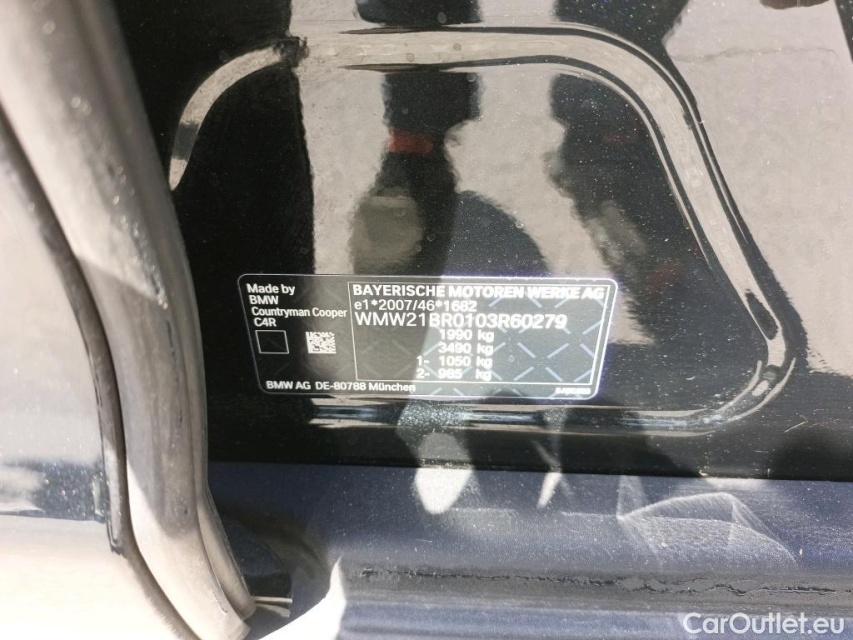 Made by
BMW
Countryman Cooper
C4R
BMW AG DE-80788 München
BAYERISCHE MOTOREN WERKE AG
e1*2007/46*1682
WMW21BR0103R60279
1990 kg
3490 kg
1- 1050 kg
2- 985 kg
CarOutlet.eu